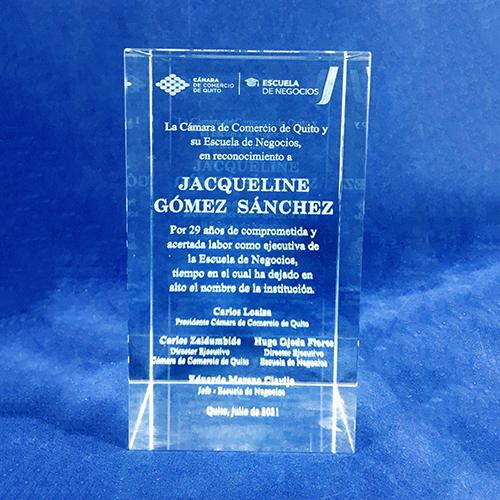 CÁMARA
DE COMERCIO
DE QUITO
ESCUELA
DE NEGOCIOS
La Cámara de Comercio de Quito y
su Escuela de Negocios,
en reconocimiento a
JACQUELINE
GÓMEZ SÁNCHEZ
Por 29 años de comprometida y
acertada labor como ejecutiva de
la Escuela de Negocios,
tiempo en el cual ha dejado en
alto el nombre de la institución.
Carlos Loaiza
Presidente Cámara de Comercio de Quito
Carlos Zaldumbide
Director Ejecutivo
Cámara de Comercio de Quito
Hugo Ojeda Flores
Director Ejecutivo
Escuela de Negocios
Eduardo Moreno Clavijo
Jefe - Escuela de Negocios
Quito, julio de 2021